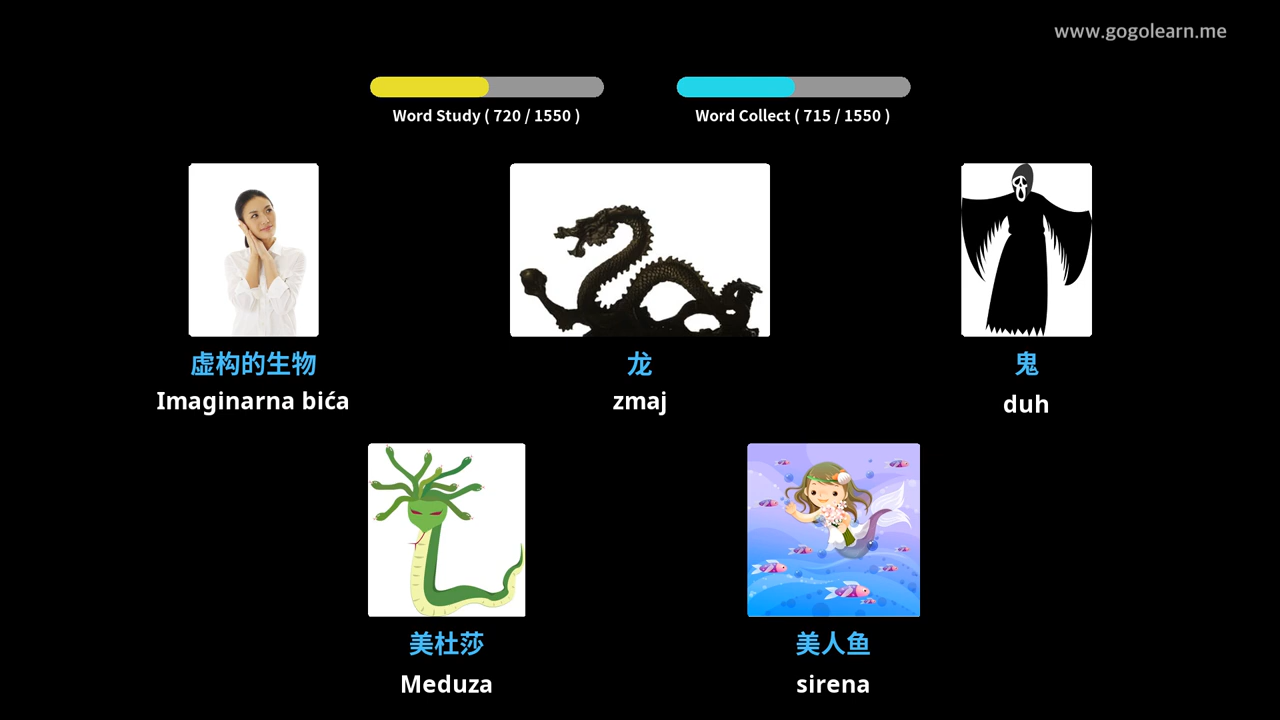 www.gogolearn.me
Word Study ( 720 / 1550 )
Word Collect ( 715 / 1550 )
虚构的生物
Imaginarna bića
龙
zmaj
鬼
duh
美杜莎
Meduza
美人鱼
sirena